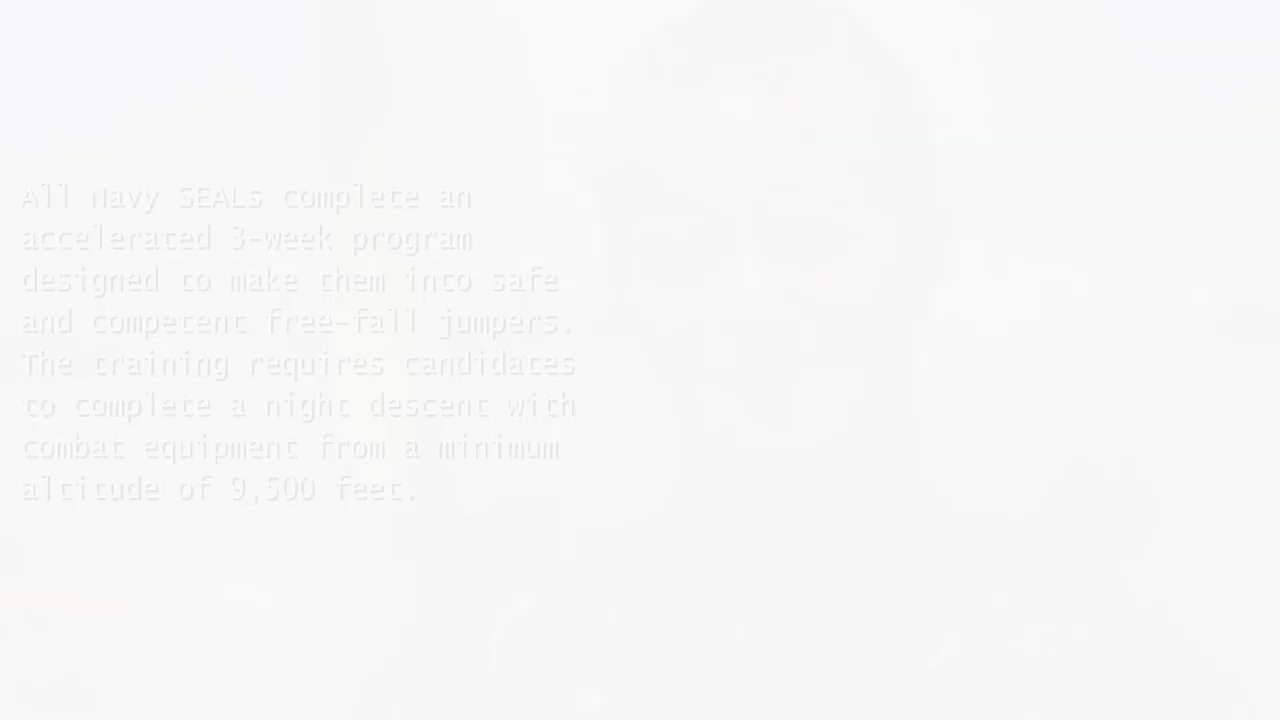 All Navy SEALs complete an
accelerated 3-week program
designed to make them into safe
and competent free-fall jumpers.
The training requires candidates
to complete a night descent with
combat equipment from a minimum
altitude of 9,500 feet.